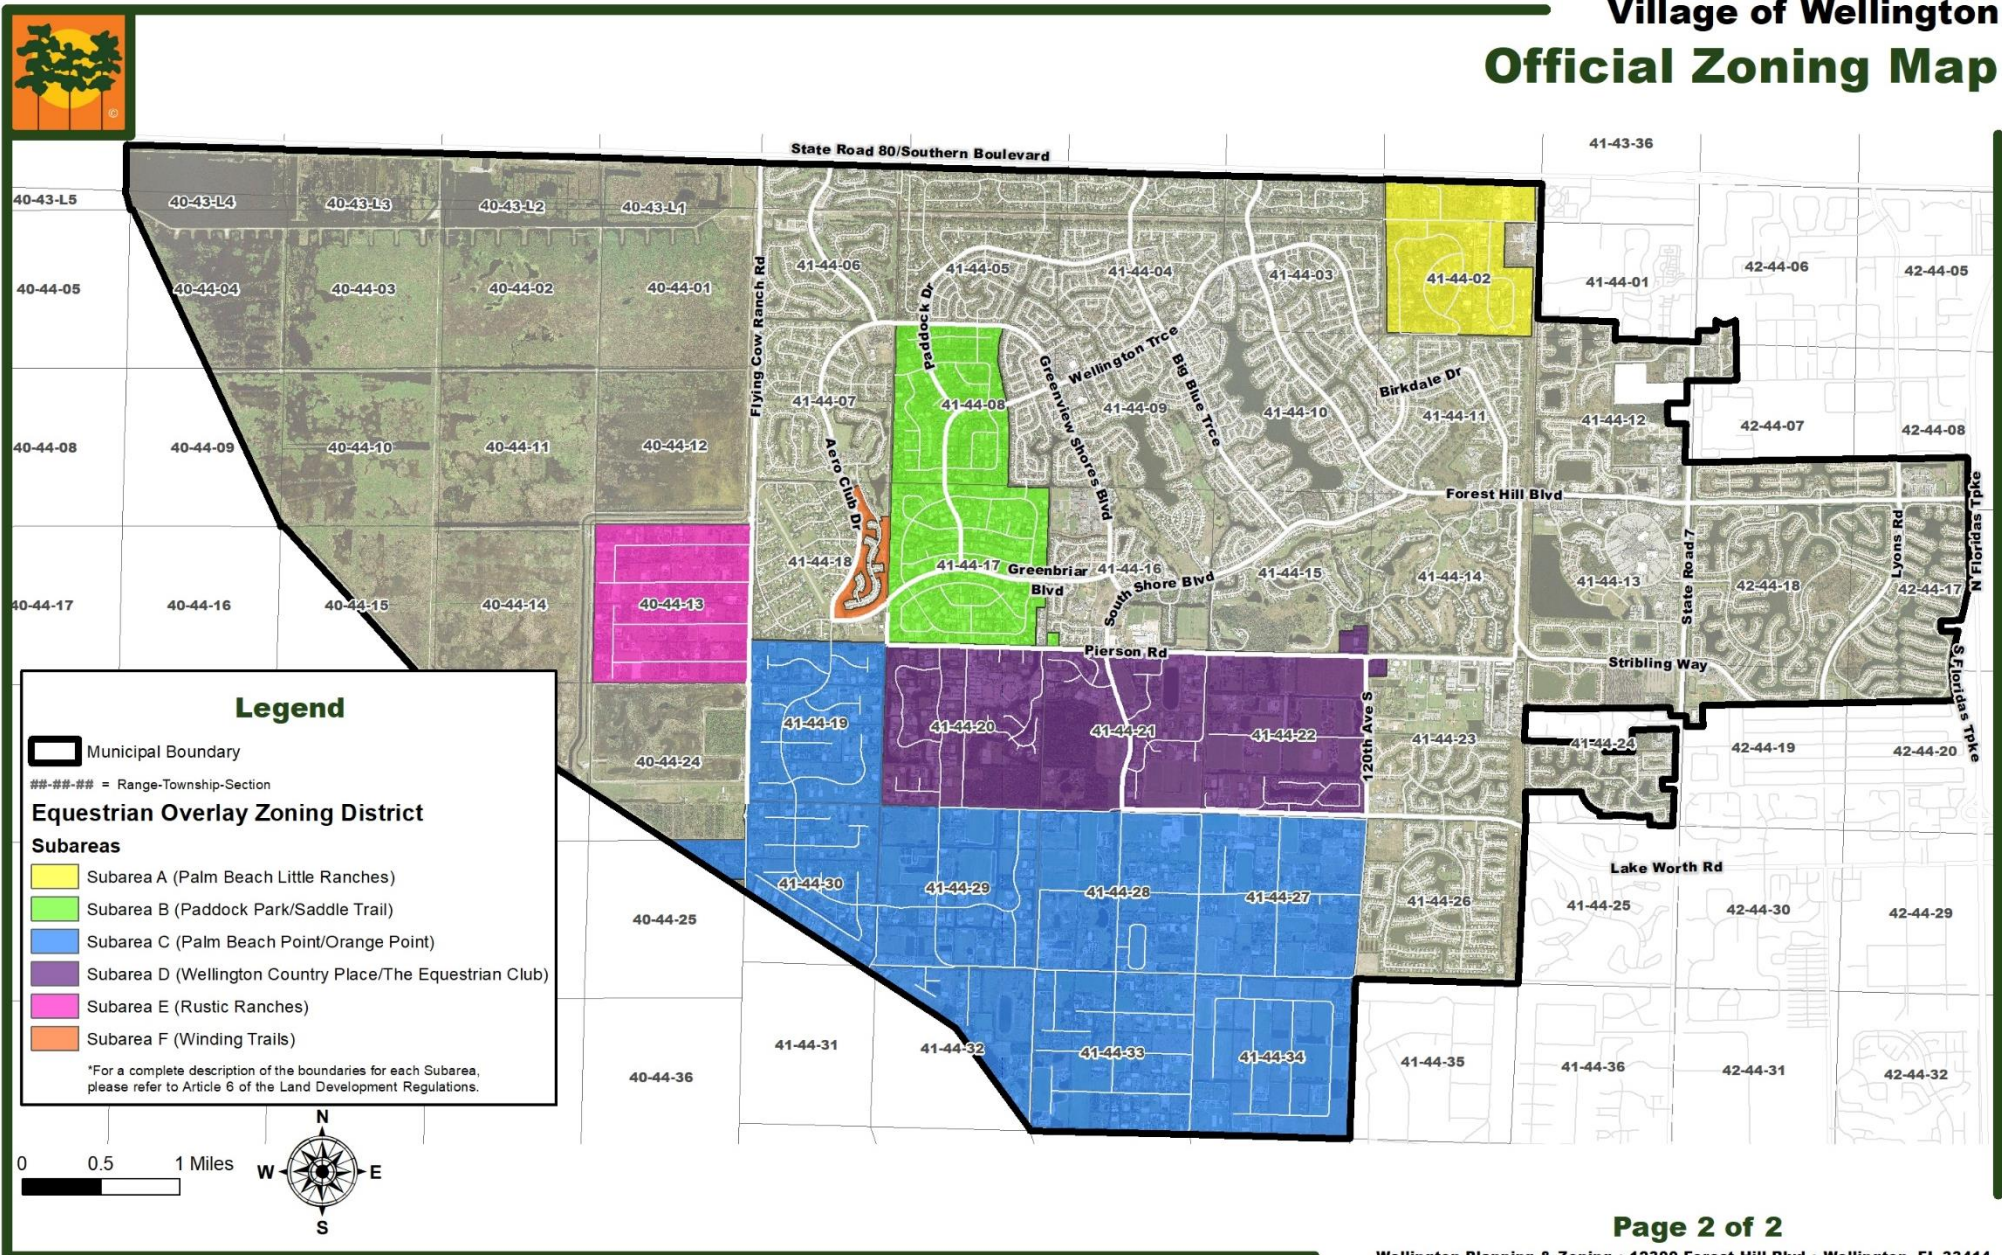 Village of Wellington
Official Zoning Map
©
State Road 80/Southern Boulevard
41-43-36
40-43-L5
40-43-L4
40-43-L3
40-43-L2
40-43-L1
40-44-05
40-44-04
40-44-03
40-44-02
40-44-01
Flying Cow Ranch Rd
41-44-06
41-44-05
41-44-04
41-44-03
41-44-02
41-44-01
42-44-06
42-44-05
Paddock Dr
Wellington Trce
Greenview Shores Blvd
Big Blue Trce
Birkdale Dr
40-44-08
40-44-09
40-44-10
40-44-11
40-44-12
41-44-07
41-44-08
41-44-09
41-44-10
41-44-11
41-44-12
42-44-07
42-44-08
Aero Club Dr
Forest Hill Blvd
State Road 7
Lyons Rd
N Floridas Tpke
40-44-17
40-44-16
40-44-15
40-44-14
40-44-13
41-44-18
41-44-17
Greenbriar
Blvd
41-44-16
South Shore Blvd
41-44-15
41-44-14
41-44-13
42-44-18
42-44-17
Pierson Rd
Stribling Way
S Floridas Tpke
40-44-24
41-44-19
41-44-20
41-44-21
41-44-22
120th Ave S
41-44-23
41-44-24
42-44-19
42-44-20
Lake Worth Rd
40-44-25
41-44-30
41-44-29
41-44-28
41-44-27
41-44-26
41-44-25
42-44-30
42-44-29
40-44-36
41-44-31
41-44-32
41-44-33
41-44-34
41-44-35
41-44-36
42-44-31
42-44-32
Legend
Municipal Boundary
##-##-## = Range-Township-Section
Equestrian Overlay Zoning District
Subareas
Subarea A (Palm Beach Little Ranches)
Subarea B (Paddock Park/Saddle Trail)
Subarea C (Palm Beach Point/Orange Point)
Subarea D (Wellington Country Place/The Equestrian Club)
Subarea E (Rustic Ranches)
Subarea F (Winding Trails)
*For a complete description of the boundaries for each Subarea,
please refer to Article 6 of the Land Development Regulations.
N
W E
S
0 0.5 1 Miles
Page 2 of 2
Wellington Planning & Zoning • 12300 Forest Hill Blvd • Wellington, FL 33414